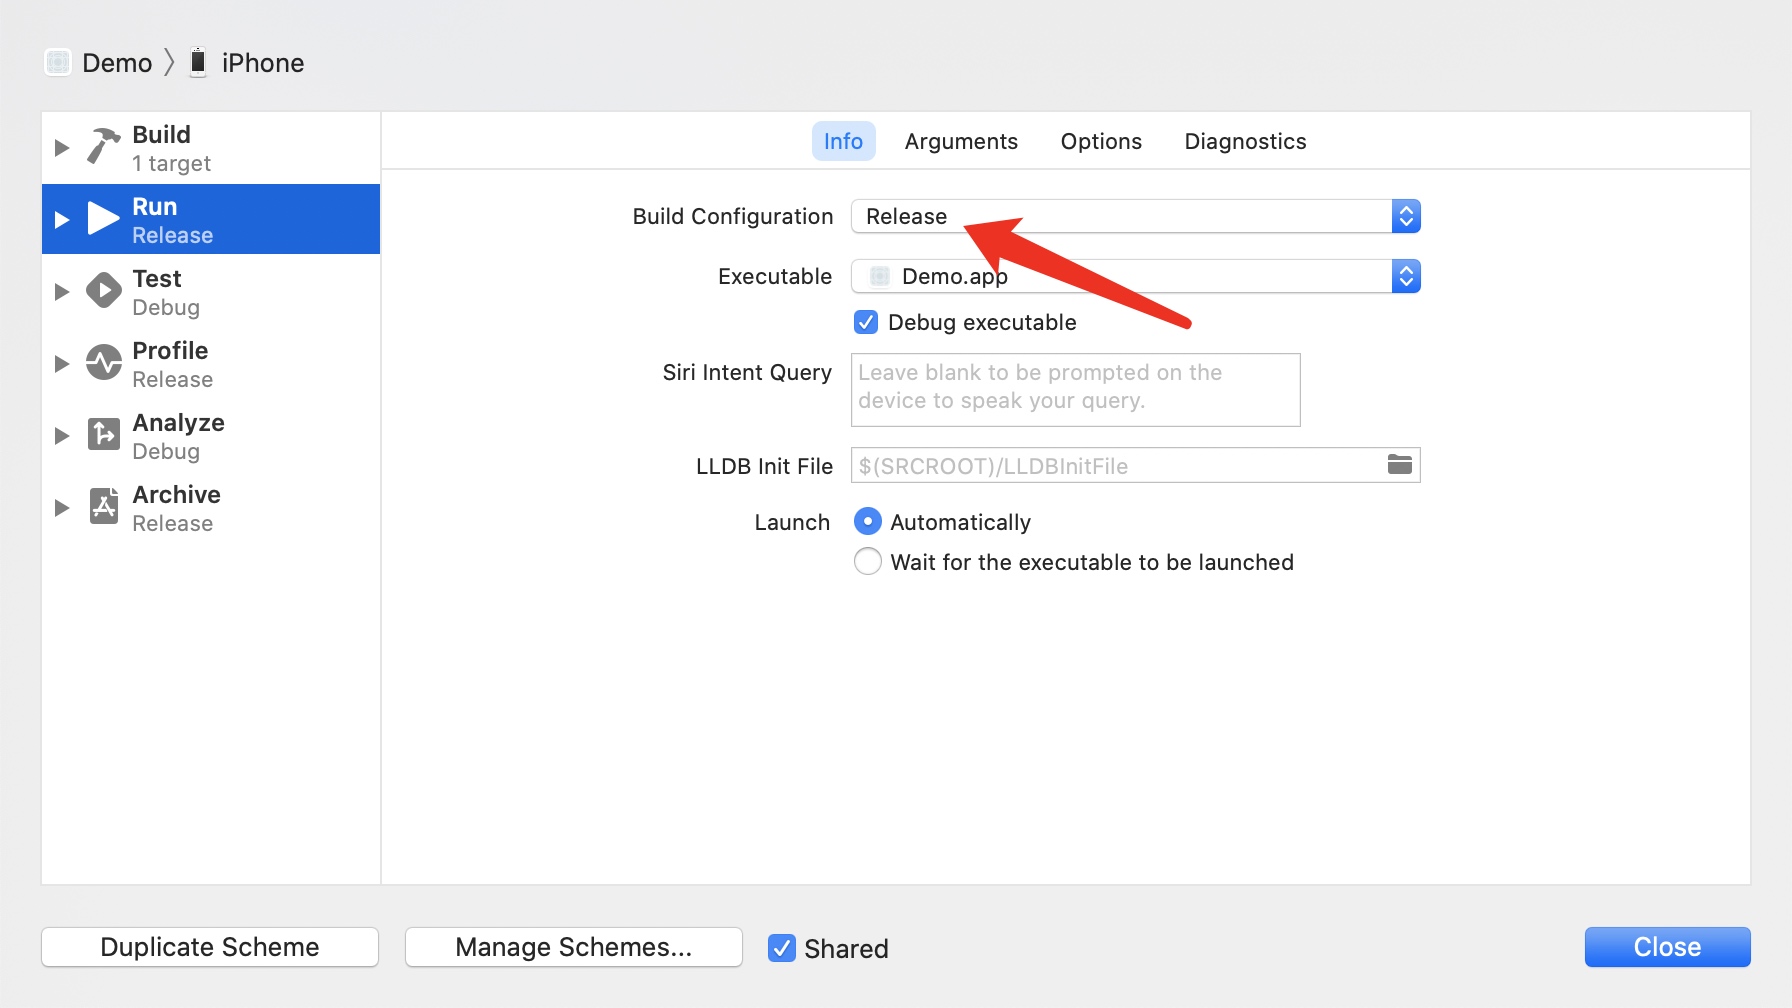 Demo 〉 iPhone
Build
1 target
Run
Release
Test
Debug
Profile
Release
Analyze
Debug
Archive
Release
Info Arguments Options Diagnostics
Build Configuration Release
Executable Demo.app
Debug executable
Siri Intent Query Leave blank to be prompted on the
device to speak your query.
LLDB Init File $(SRCROOT)/LLDBInitFile
Launch Automatically
Wait for the executable to be launched
Duplicate Scheme Manage Schemes... Shared Close